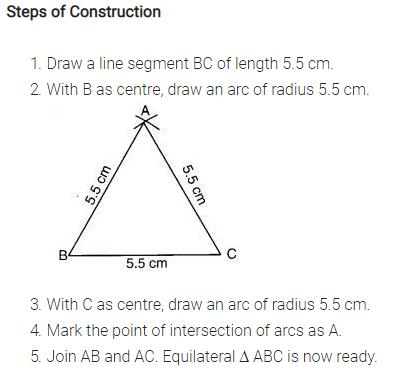 Steps of Construction
1. Draw a line segment BC of length 5.5 cm.
2. With B as centre, draw an arc of radius 5.5 cm.
A
5.5 cm
5.5 cm
B
C
5.5 cm
3. With C as centre, draw an arc of radius 5.5 cm.
4. Mark the point of intersection of arcs as A.
5. Join AB and AC. Equilateral Δ ABC is now ready.